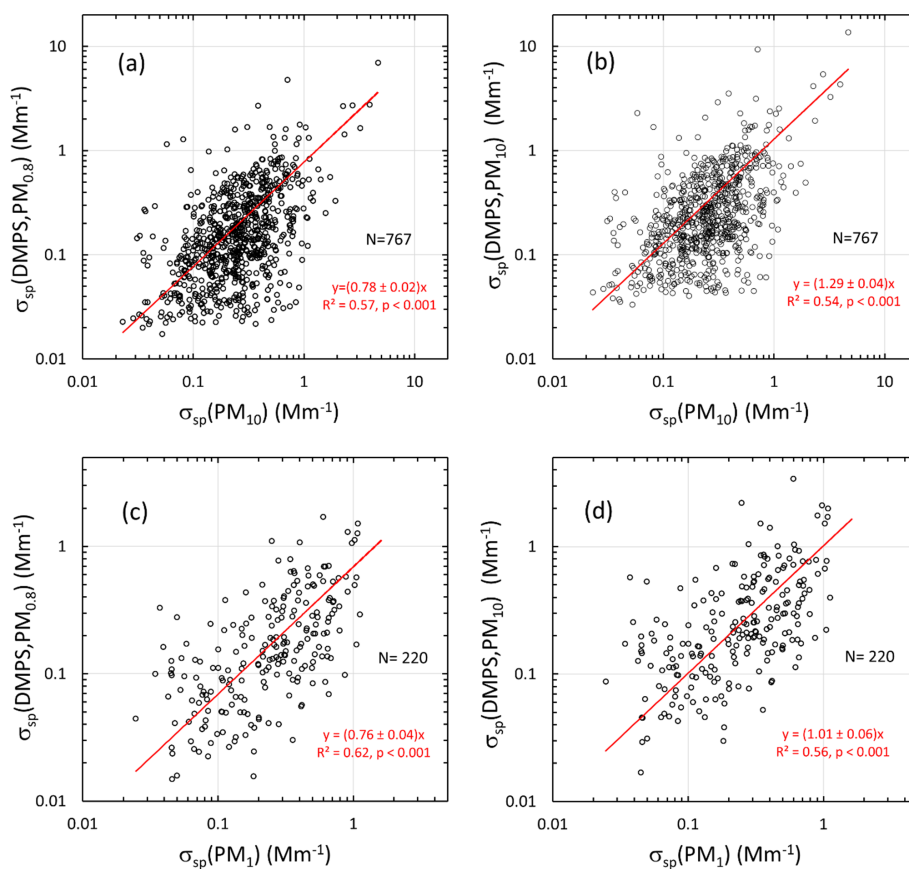 (a)
10
1
0.1
0.01
σsp(DMPS,PM0.8) (Mm-1)
N=767
y=(0.78 ± 0.02)x
R² = 0.57, p < 0.001
0.01 0.1 1 10
σsp(PM10) (Mm-1)
(b)
10
1
0.1
0.01
σsp(DMPS,PM10) (Mm-1)
N=767
y = (1.29 ± 0.04)x
R² = 0.54, p < 0.001
0.01 0.1 1 10
σsp(PM10) (Mm-1)
(c)
1
0.1
0.01
σsp(DMPS,PM0.8) (Mm-1)
N= 220
y = (0.76 ± 0.04)x
R² = 0.62, p < 0.001
0.01 0.1 1
σsp(PM1) (Mm-1)
(d)
1
0.1
0.01
σsp(DMPS,PM10) (Mm-1)
N= 220
y = (1.01 ± 0.06)x
R² = 0.56, p < 0.001
0.01 0.1 1
σsp(PM1) (Mm-1)